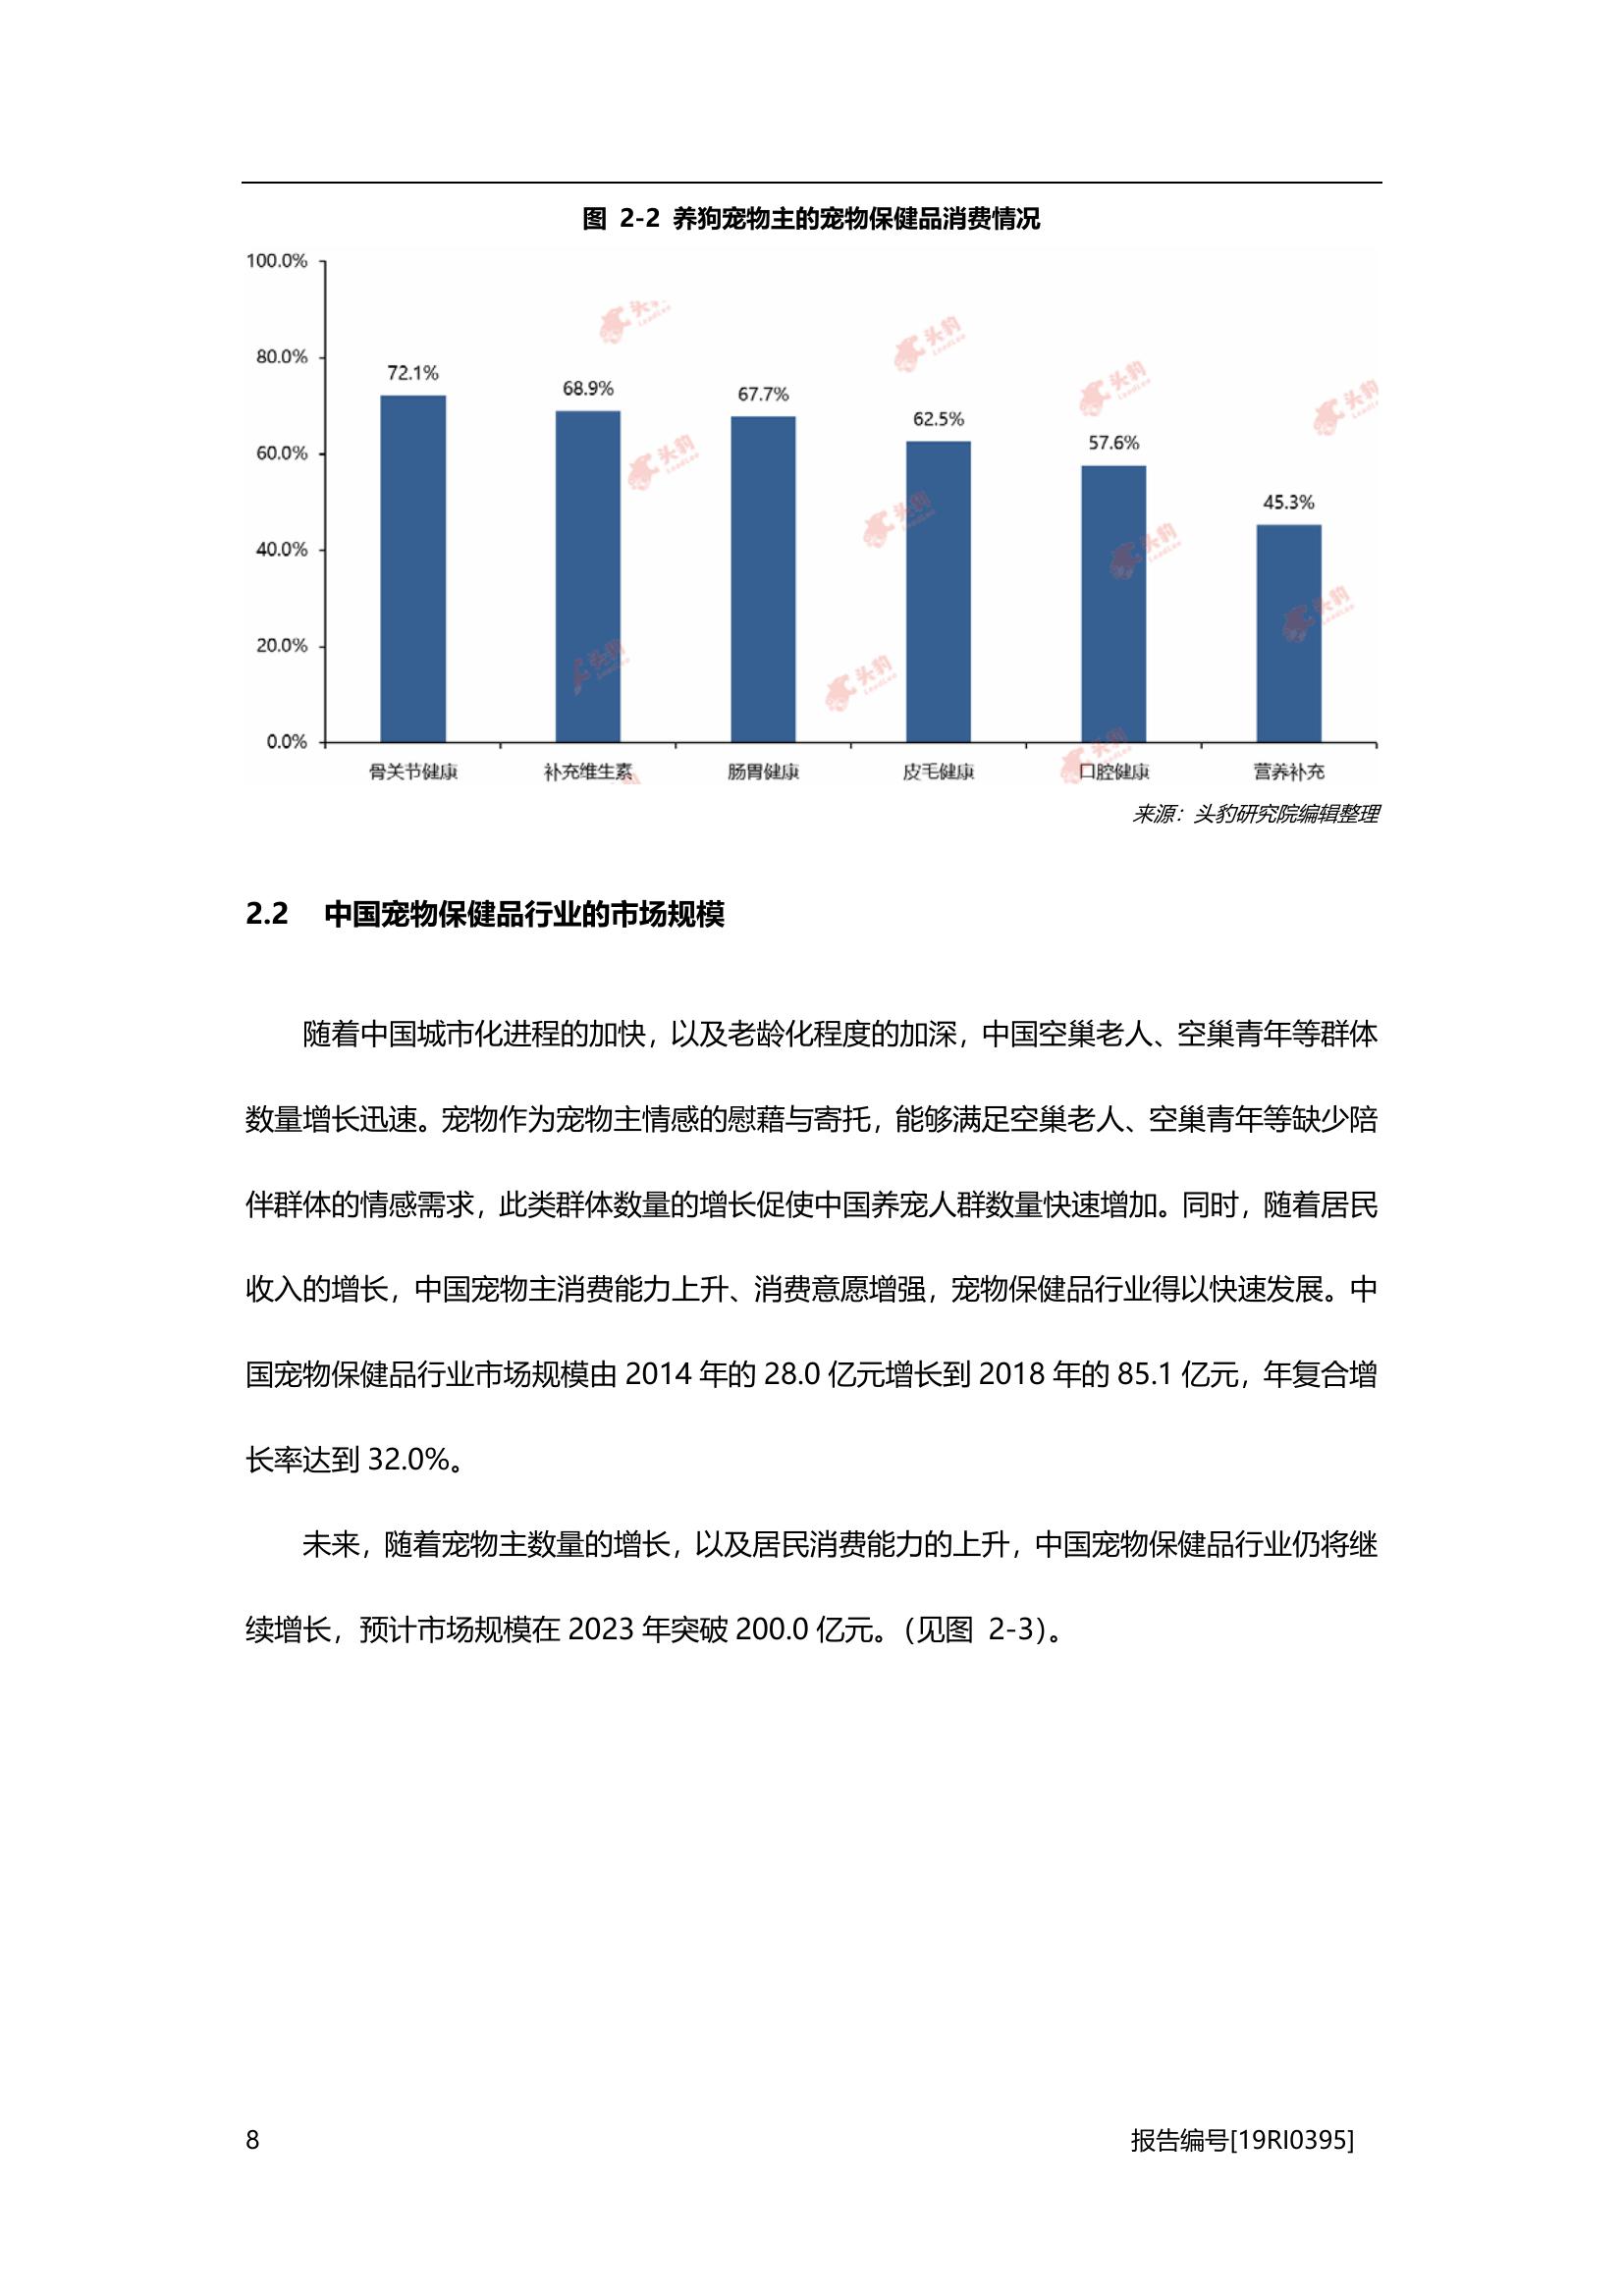 图 2-2 养狗宠物主的宠物保健品消费情况
100.0%
80.0%
60.0%
40.0%
20.0%
0.0%
72.1%
68.9%
67.7%
62.5%
57.6%
45.3%
骨关节健康
补充维生素
肠胃健康
皮毛健康
口腔健康
营养补充
头豹
LeadLeo
来源：头豹研究院编辑整理
2.2 中国宠物保健品行业的市场规模
随着中国城市化进程的加快，以及老龄化程度的加深，中国空巢老人、空巢青年等群体
数量增长迅速。宠物作为宠物主情感的慰藉与寄托，能够满足空巢老人、空巢青年等缺少陪
伴群体的情感需求，此类群体数量的增长促使中国养宠人群数量快速增加。同时，随着居民
收入的增长，中国宠物主消费能力上升、消费意愿增强，宠物保健品行业得以快速发展。中
国宠物保健品行业市场规模由 2014 年的 28.0 亿元增长到 2018 年的 85.1 亿元，年复合增
长率达到 32.0%。
未来，随着宠物主数量的增长，以及居民消费能力的上升，中国宠物保健品行业仍将继
续增长，预计市场规模在 2023 年突破 200.0 亿元。（见图 2-3）。
8
报告编号[19RI0395]